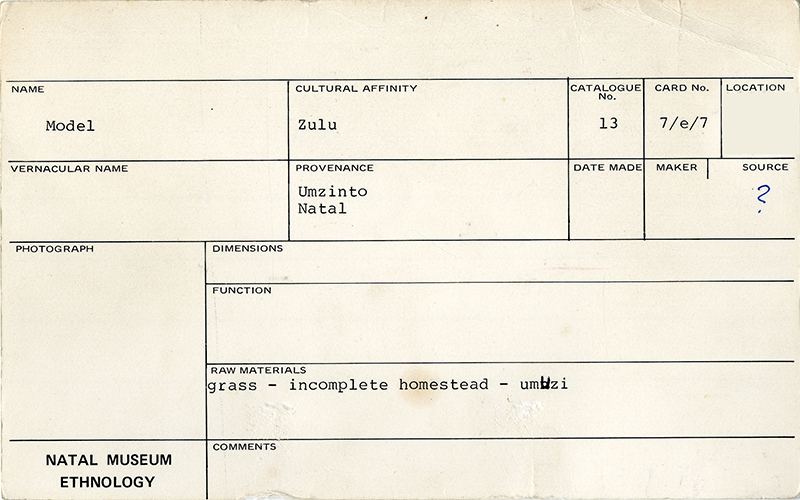 NAME
Model
CULTURAL AFFINITY
Zulu
CATALOGUE No.
13
CARD No.
7/e/7
LOCATION
VERNACULAR NAME
PROVENANCE
Umzinto
Natal
DATE MADE
MAKER
SOURCE
?
PHOTOGRAPH
DIMENSIONS
FUNCTION
RAW MATERIALS
grass - incomplete homestead - umuzi
COMMENTS
NATAL MUSEUM
ETHNOLOGY